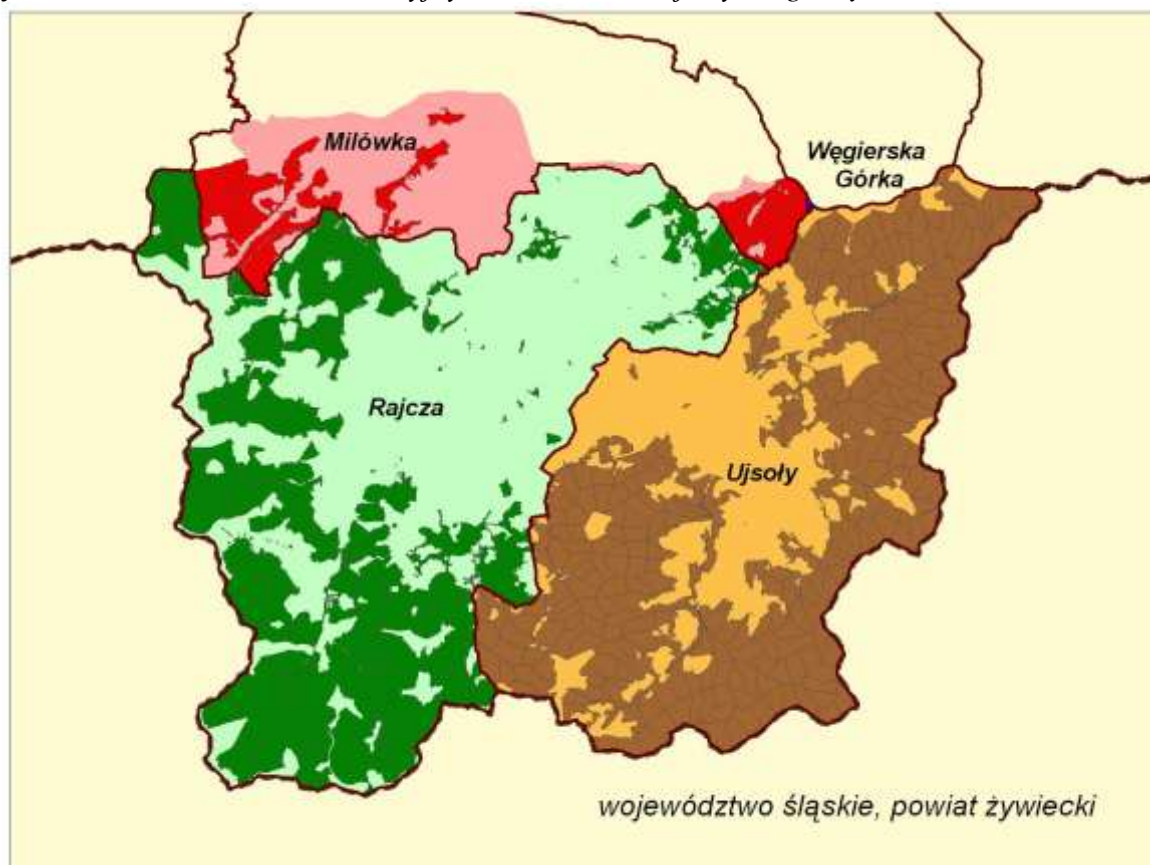 Milówka
Węgierska
Górka
Rajcza
Ujsoły
województwo śląskie, powiat żywiecki